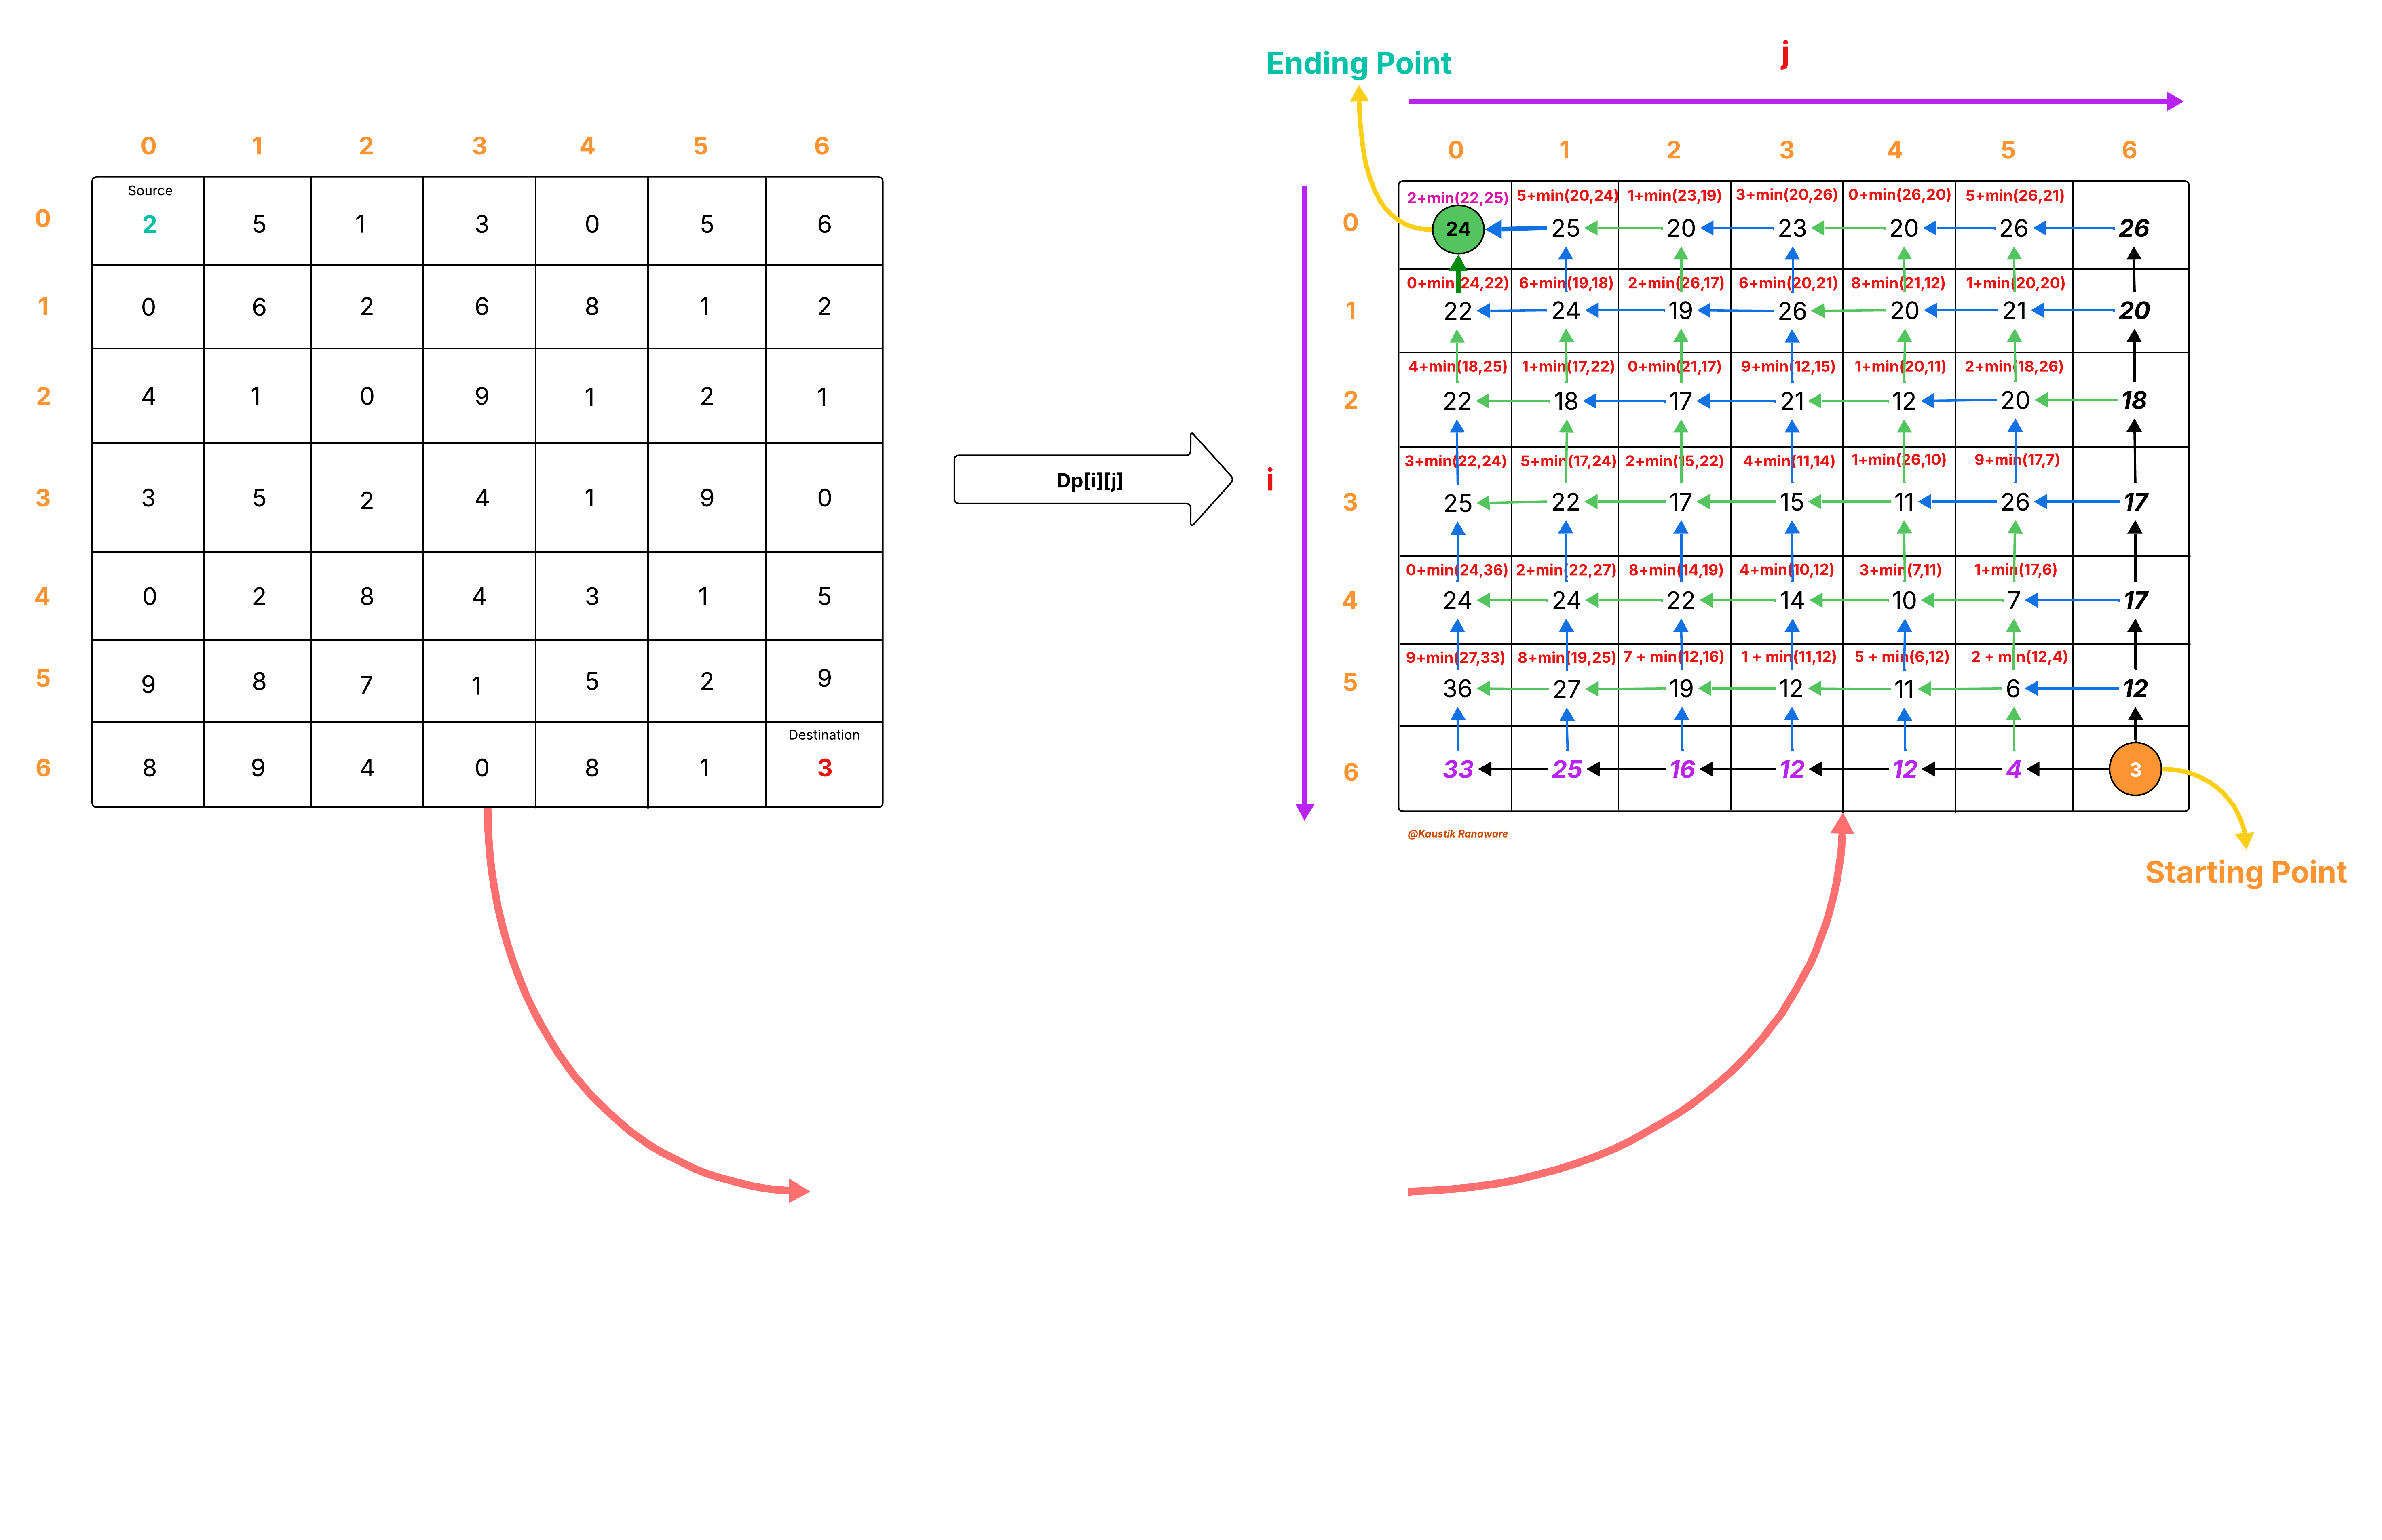 Ending Point
j
0 1 2 3 4 5 6
Source
0 2 5 1 3 0 5 6
1 0 6 2 6 8 1 2
2 4 1 0 9 1 2 1
3 3 5 2 4 1 9 0
4 0 2 8 4 3 1 5
5 9 8 7 1 5 2 9
Destination
6 8 9 4 0 8 1 3
Dp[i][j]
i
0 1 2 3 4 5 6
2+min(22,25) 5+min(20,24) 1+min(23,19) 3+min(20,26) 0+min(26,20) 5+min(26,21)
0 24 25 20 23 20 26 26
0+min(24,22) 6+min(19,18) 2+min(26,17) 6+min(20,21) 8+min(21,12) 1+min(20,20)
1 22 24 19 26 20 21 20
4+min(18,25) 1+min(17,22) 0+min(21,17) 9+min(12,15) 1+min(20,11) 2+min(18,26)
2 22 18 17 21 12 20 18
3+min(22,24) 5+min(17,24) 2+min(15,22) 4+min(11,14) 1+min(26,10) 9+min(17,7)
3 25 22 17 15 11 26 17
0+min(24,36) 2+min(22,27) 8+min(14,19) 4+min(10,12) 3+min(7,11) 1+min(17,6)
4 24 24 22 14 10 7 17
9+min(27,33) 8+min(19,25) 7 + min(12,16) 1 + min(11,12) 5 + min(6,12) 2 + min(12,4)
5 36 27 19 12 11 6 12
6 33 25 16 12 12 4 3
@Kaustik Ranaware
Starting Point